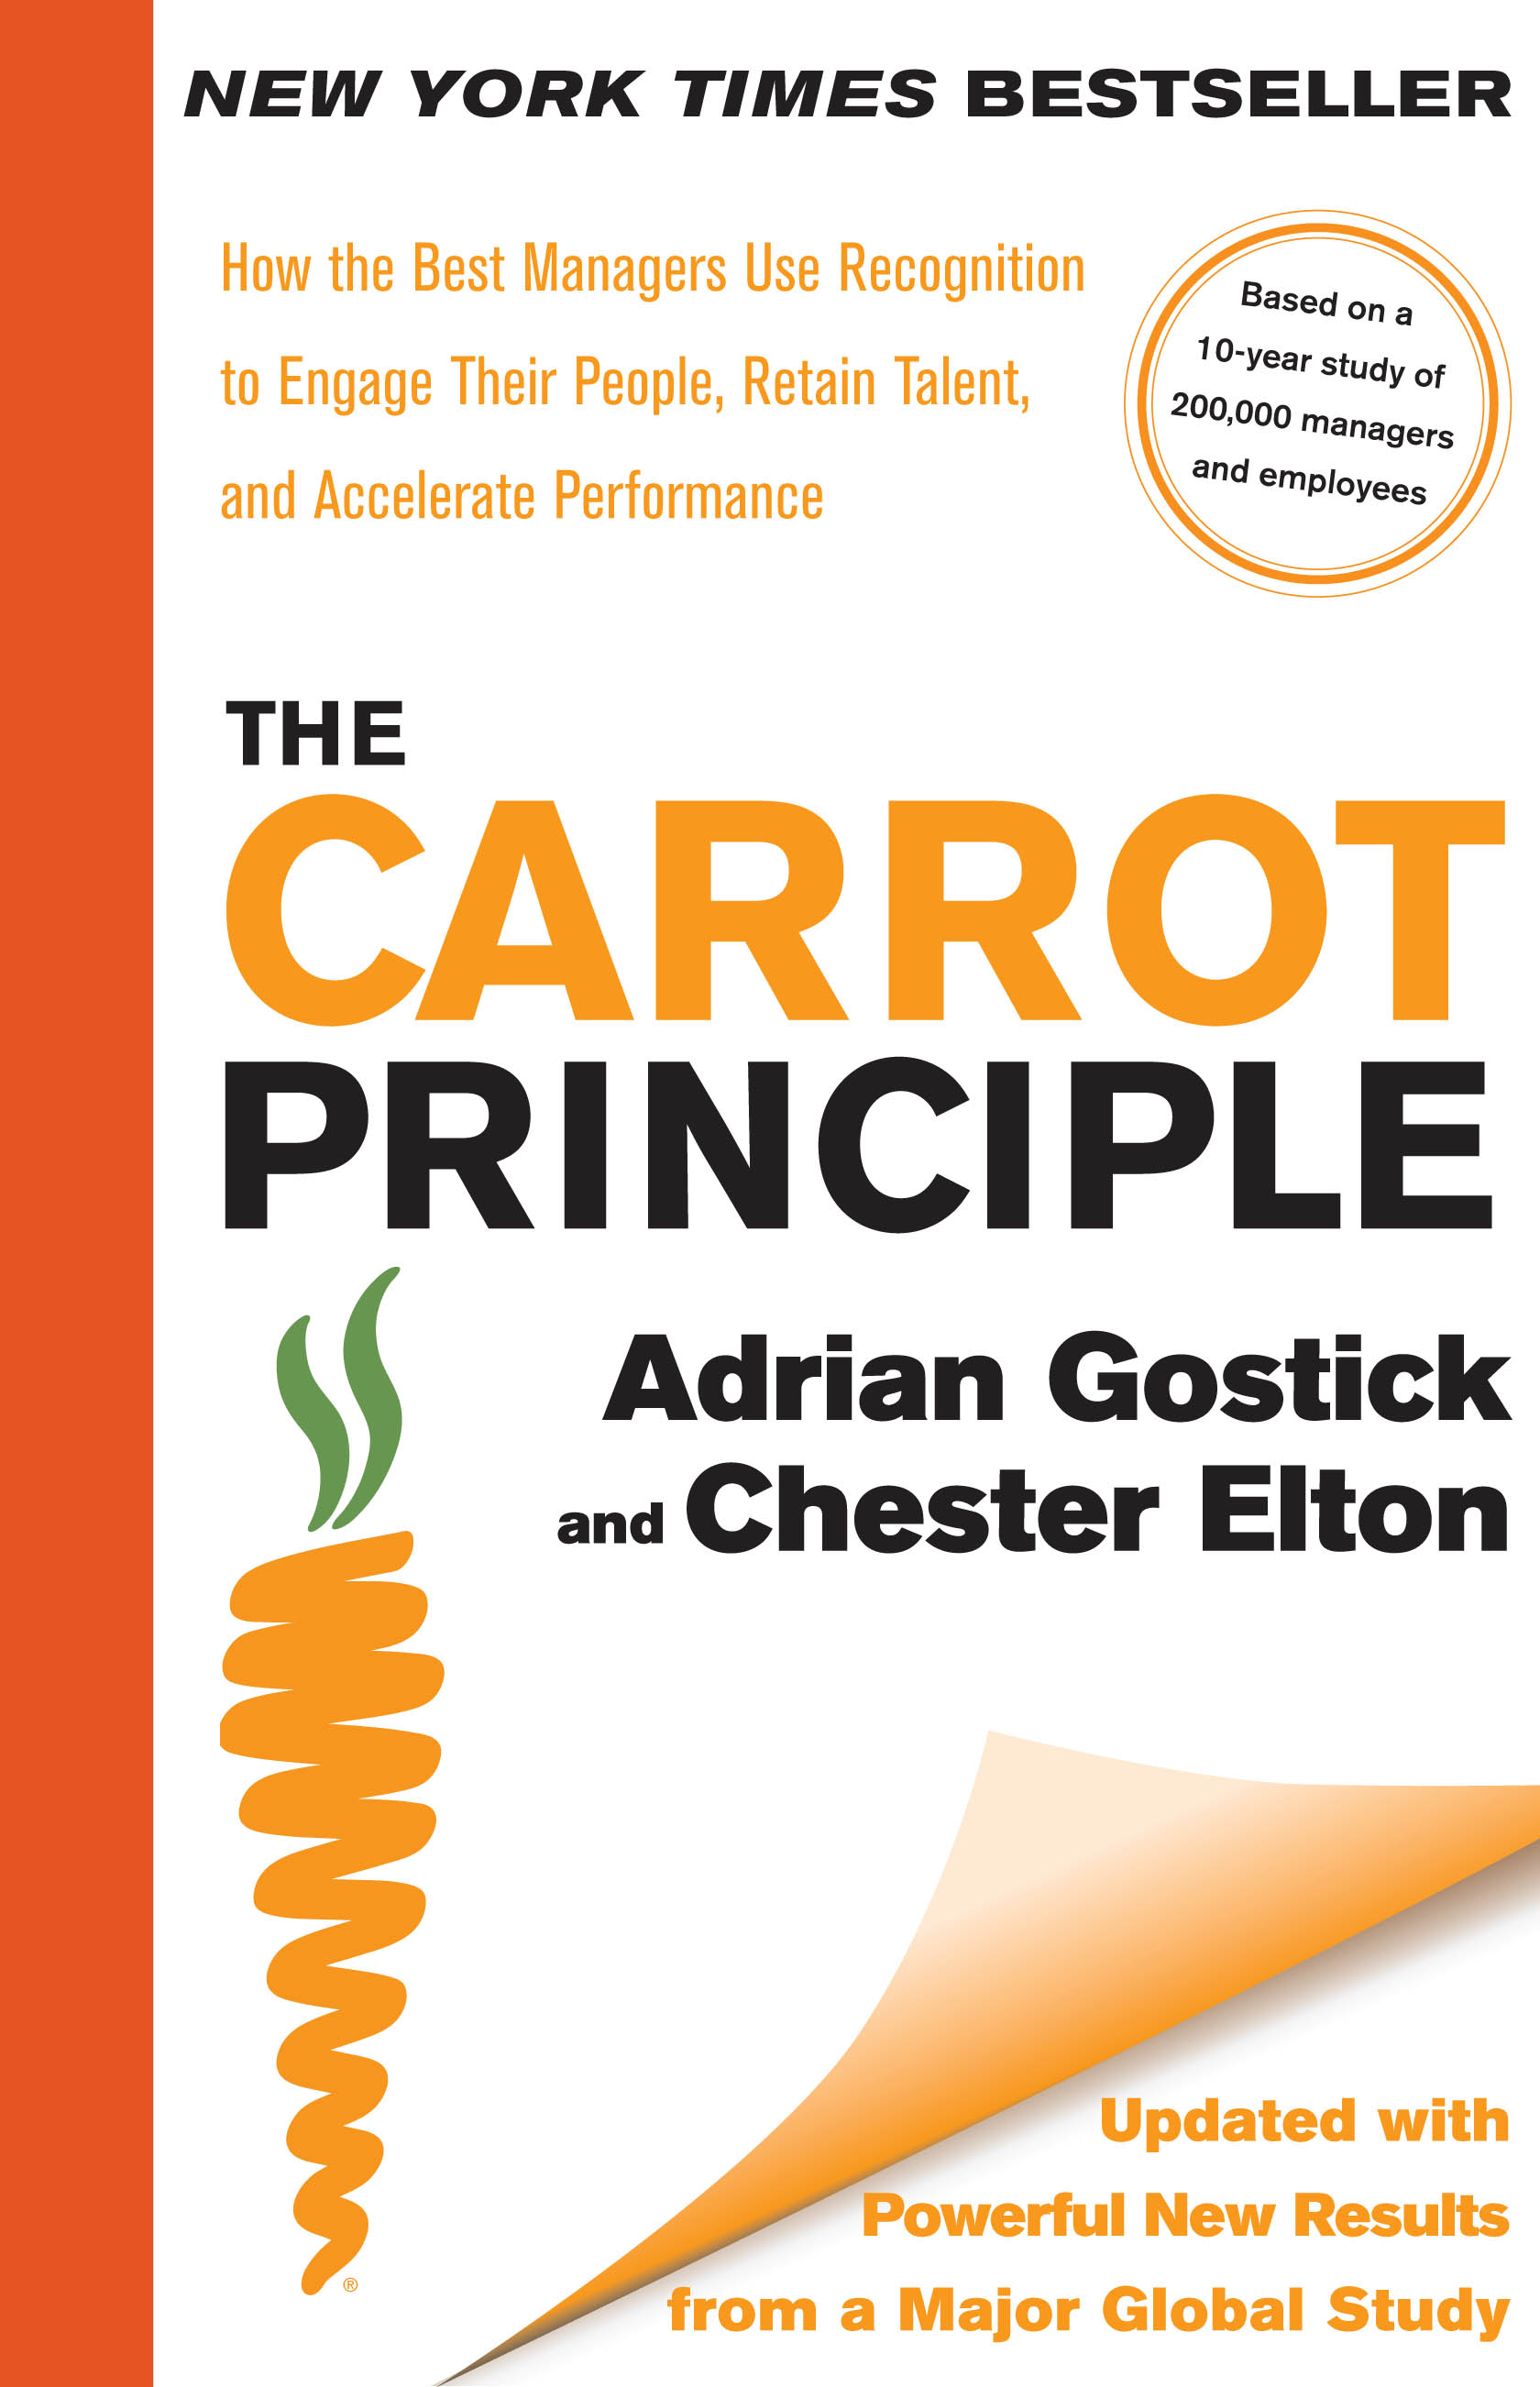 NEW YORK TIMES BESTSELLER
How the Best Managers Use Recognition
to Engage Their People, Retain Talent,
and Accelerate Performance
Based on a
10-year study of
200,000 managers
and employees
THE
CARROT
PRINCIPLE
Adrian Gostick
and Chester Elton
®
Updated with
Powerful New Results
from a Major Global Study